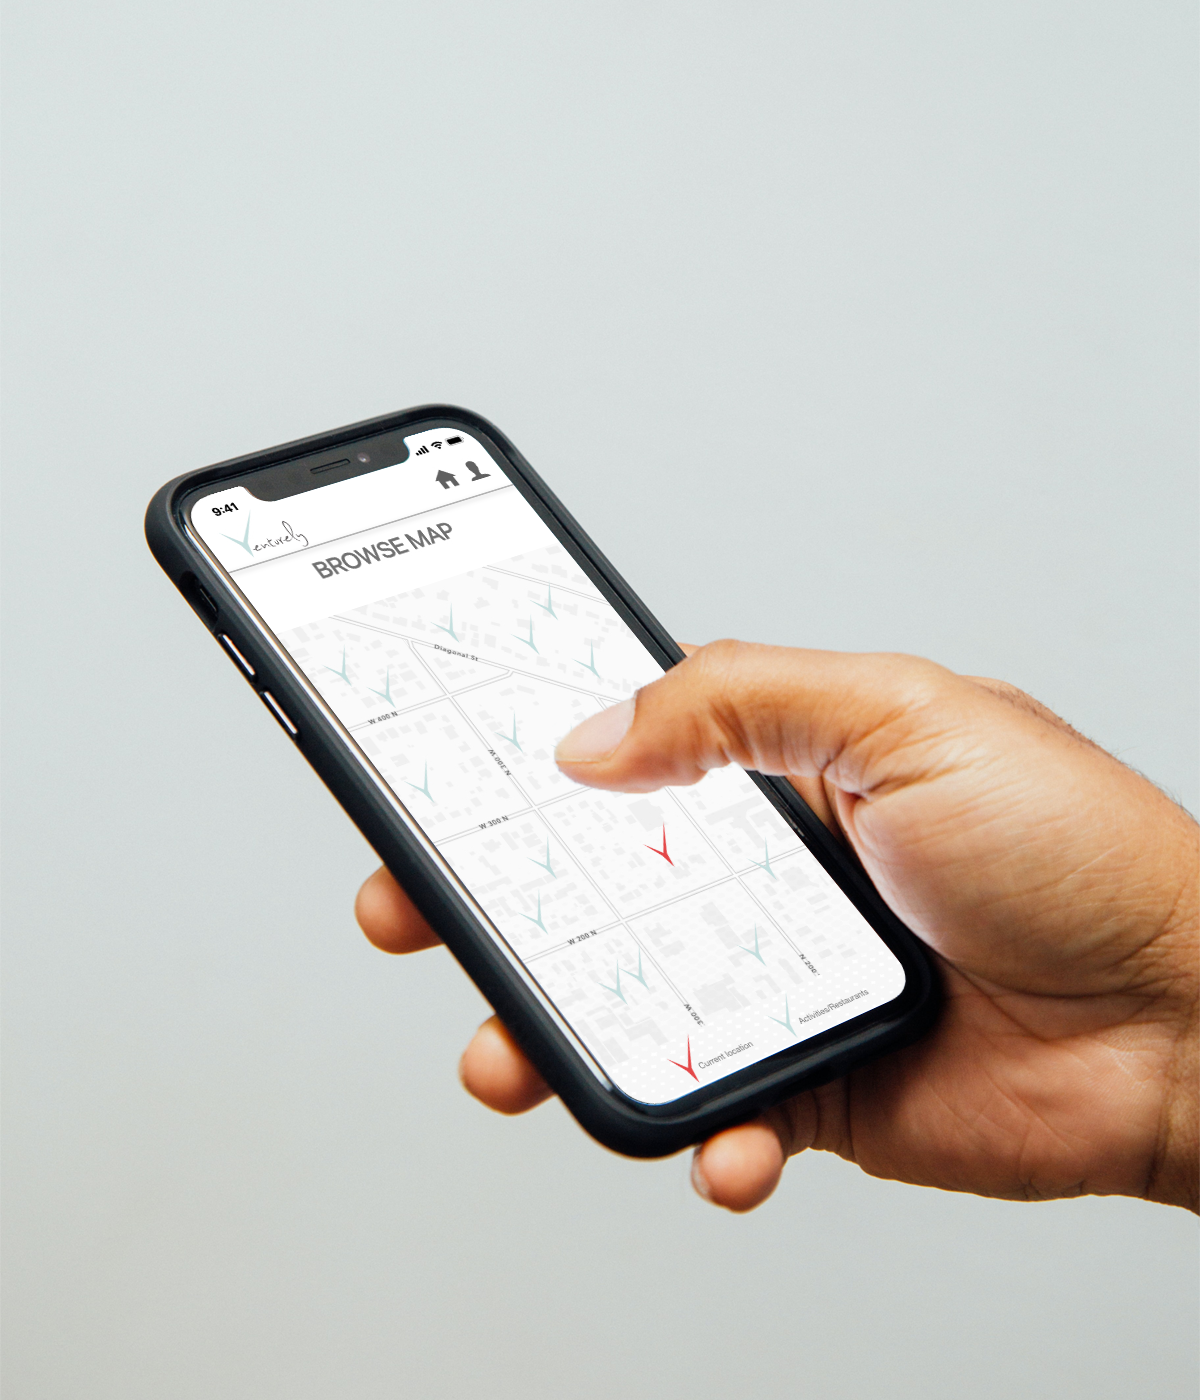 9:41
Venturely
BROWSE MAP
Diagonal St
W 400 N
N 300 W
W 300 N
W 200 N
N 200
300 W
Activities/Restaurants
Current location